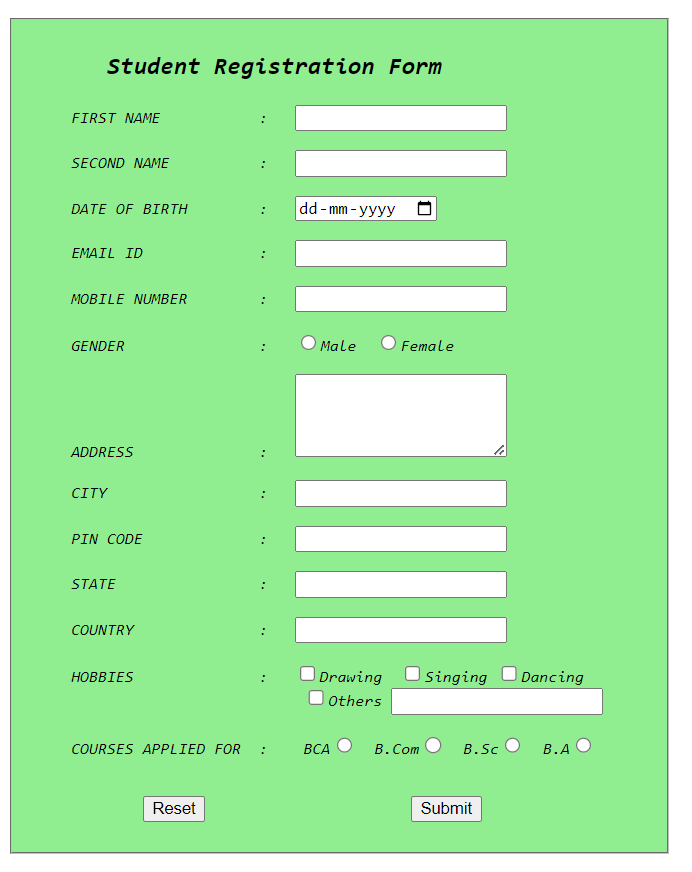 Student Registration Form
FIRST NAME :
SECOND NAME :
DATE OF BIRTH : dd-mm-yyyy
EMAIL ID :
MOBILE NUMBER :
GENDER : Male Female
ADDRESS :
CITY :
PIN CODE :
STATE :
COUNTRY :
HOBBIES : Drawing Singing Dancing
Others
COURSES APPLIED FOR : BCA B.Com B.Sc B.A
Reset Submit